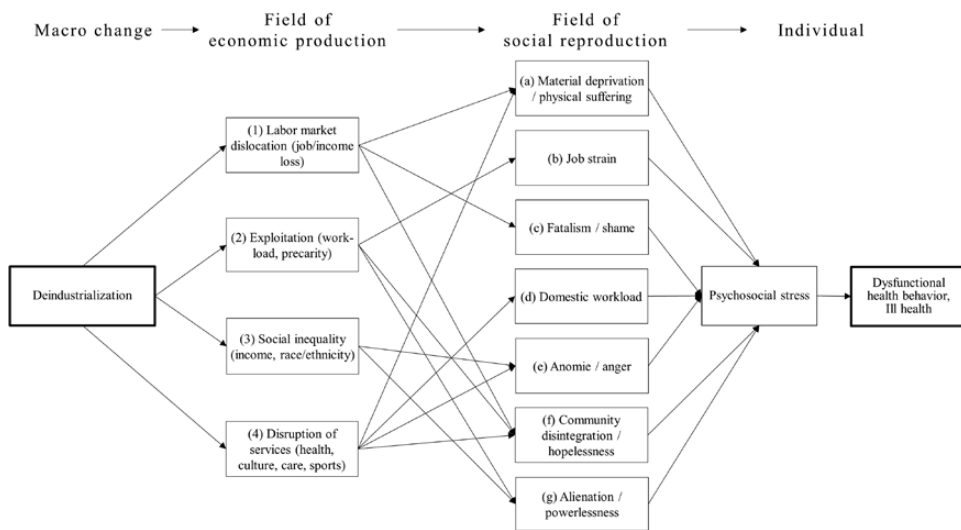 Macro change
Field of
economic production
Field of
social reproduction
Individual
Deindustrialization
(1) Labor market
dislocation (job/income
loss)
(2) Exploitation (work-
load, precarity)
(3) Social inequality
(income, race/ethnicity)
(4) Disruption of
services (health,
culture, care, sports)
(a) Material deprivation
/ physical suffering
(b) Job strain
(c) Fatalism / shame
(d) Domestic workload
(e) Anomie / anger
(f) Community
disintegration /
hopelessness
(g) Alienation /
powerlessness
Psychosocial stress
Dysfunctional
health behavior,
Ill health